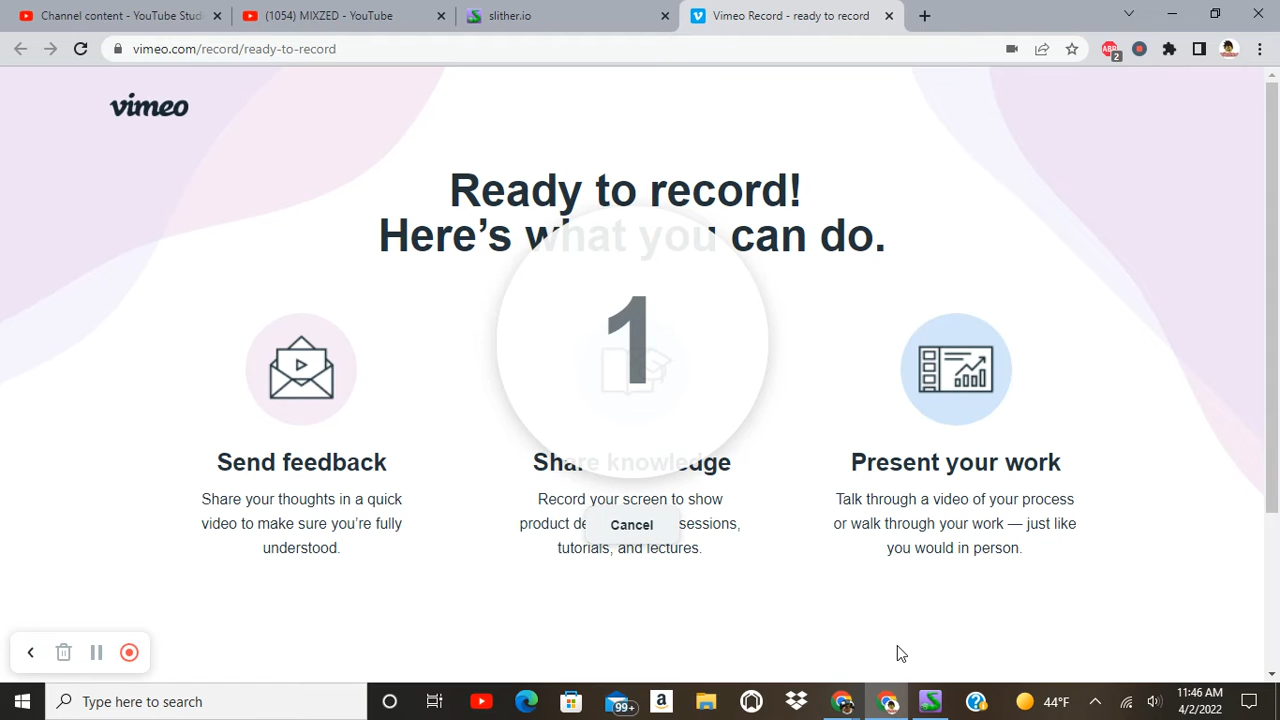 Channel content - YouTube Studi
(1054) MIXZED - YouTube
slither.io
Vimeo Record - ready to record
vimeo.com/record/ready-to-record
ABP
2
vimeo
Ready to record!
Here's what you can do.
1
Send feedback
Share knowledge
Present your work
Share your thoughts in a quick
video to make sure you're fully
understood.
Record your screen to show
product de sessions,
tutorials, and lectures.
Cancel
Talk through a video of your process
or walk through your work — just like
you would in person.
Type here to search
99+
44°F
11:46 AM
4/2/2022